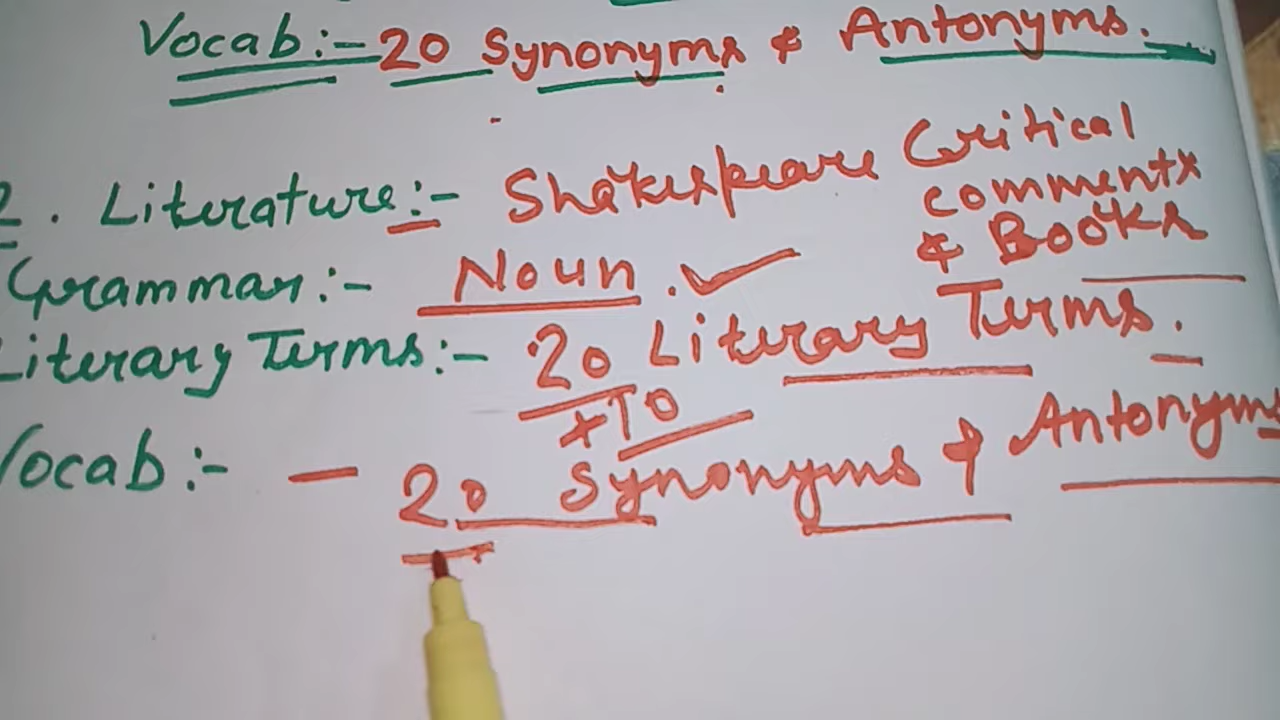 Vocab:- 20 Synonyms & Antonyms.
2. Literature:- Shakespeare Critical
comments
& Books
Grammar:- Noun.
Literary Terms:- 20 Literary Terms.
Vocab:- - 20 Synonyms & Antonyms